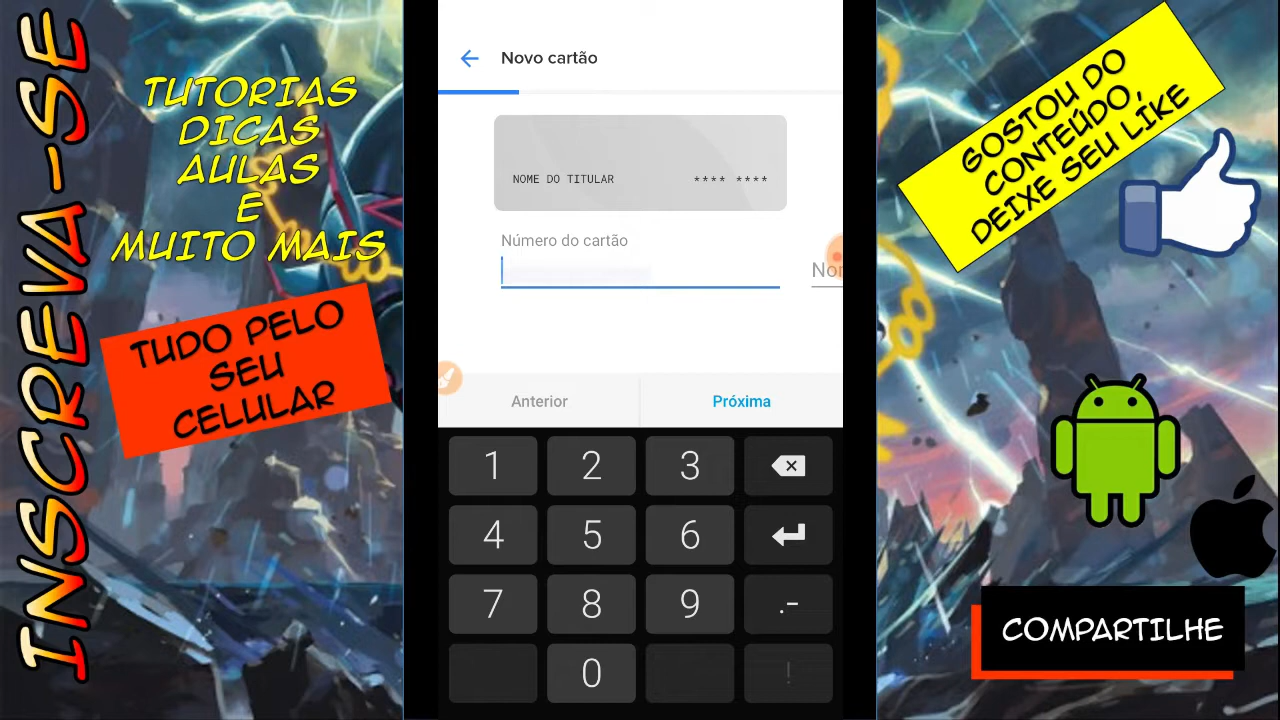 INSCREVA-SE
TUTORIAS
DICAS
AULAS
E
MUITO MAIS
TUDO PELO
SEU
CELULAR
Novo cartão
NOME DO TITULAR **** ****
Número do cartão
Anterior
Próxima
1 2 3
4 5 6
7 8 9 .-
0 !
GOSTOU DO
CONTEÚDO,
DEIXE SEU LIKE
COMPARTILHE